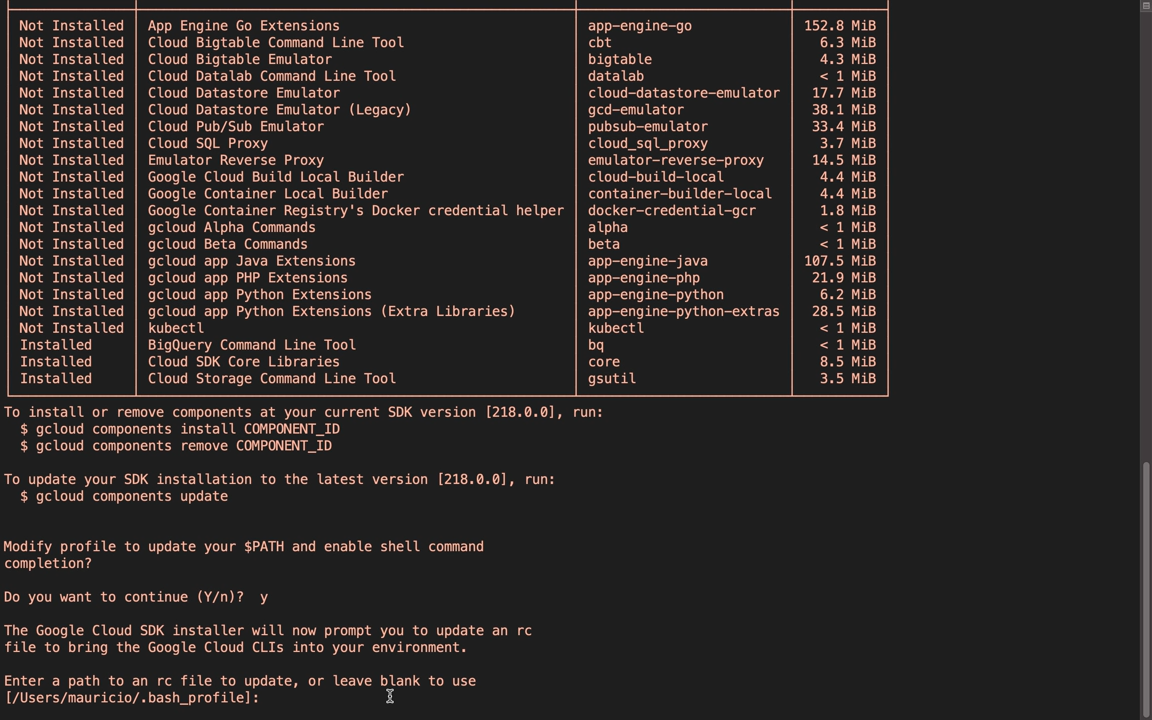 Not Installed App Engine Go Extensions app-engine-go 152.8 MiB
Not Installed Cloud Bigtable Command Line Tool cbt 6.3 MiB
Not Installed Cloud Bigtable Emulator bigtable 4.3 MiB
Not Installed Cloud Datalab Command Line Tool datalab < 1 MiB
Not Installed Cloud Datastore Emulator cloud-datastore-emulator 17.7 MiB
Not Installed Cloud Datastore Emulator (Legacy) gcd-emulator 38.1 MiB
Not Installed Cloud Pub/Sub Emulator pubsub-emulator 33.4 MiB
Not Installed Cloud SQL Proxy cloud_sql_proxy 3.7 MiB
Not Installed Emulator Reverse Proxy emulator-reverse-proxy 14.5 MiB
Not Installed Google Cloud Build Local Builder cloud-build-local 4.4 MiB
Not Installed Google Container Local Builder container-builder-local 4.4 MiB
Not Installed Google Container Registry's Docker credential helper docker-credential-gcr 1.8 MiB
Not Installed gcloud Alpha Commands alpha < 1 MiB
Not Installed gcloud Beta Commands beta < 1 MiB
Not Installed gcloud app Java Extensions app-engine-java 107.5 MiB
Not Installed gcloud app PHP Extensions app-engine-php 21.9 MiB
Not Installed gcloud app Python Extensions app-engine-python 6.2 MiB
Not Installed gcloud app Python Extensions (Extra Libraries) app-engine-python-extras 28.5 MiB
Not Installed kubectl kubectl < 1 MiB
Installed BigQuery Command Line Tool bq < 1 MiB
Installed Cloud SDK Core Libraries core 8.5 MiB
Installed Cloud Storage Command Line Tool gsutil 3.5 MiB
To install or remove components at your current SDK version [218.0.0], run:
$ gcloud components install COMPONENT_ID
$ gcloud components remove COMPONENT_ID
To update your SDK installation to the latest version [218.0.0], run:
$ gcloud components update
Modify profile to update your $PATH and enable shell command
completion?
Do you want to continue (Y/n)? y
The Google Cloud SDK installer will now prompt you to update an rc
file to bring the Google Cloud CLIs into your environment.
Enter a path to an rc file to update, or leave blank to use
[/Users/mauricio/.bash_profile]: